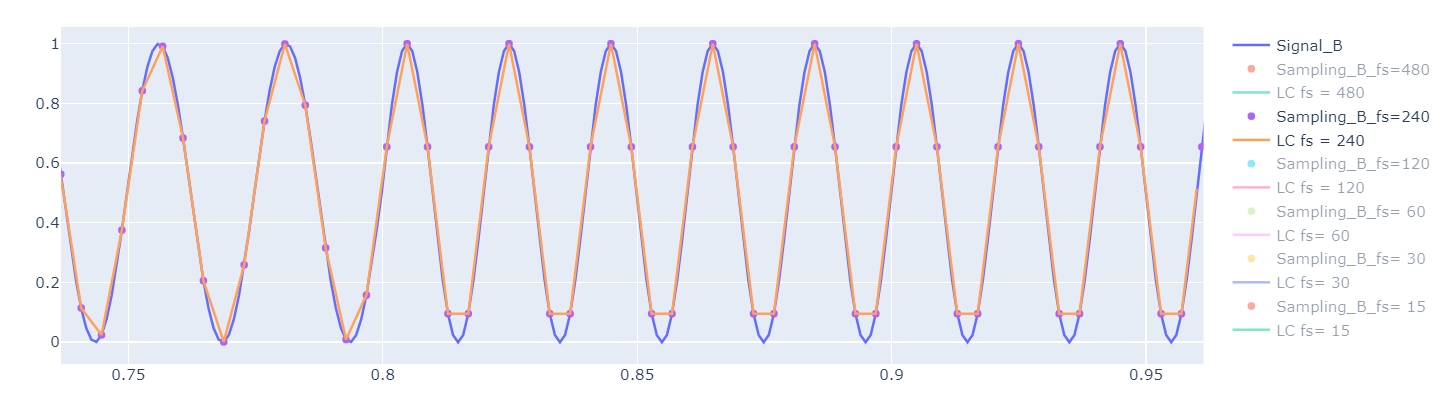 1
0.8
0.6
0.4
0.2
0
0.75
0.8
0.85
0.9
0.95
Signal_B
Sampling_B_fs=480
LC fs = 480
Sampling_B_fs=240
LC fs = 240
Sampling_B_fs=120
LC fs = 120
Sampling_B_fs= 60
LC fs= 60
Sampling_B_fs= 30
LC fs= 30
Sampling_B_fs= 15
LC fs= 15